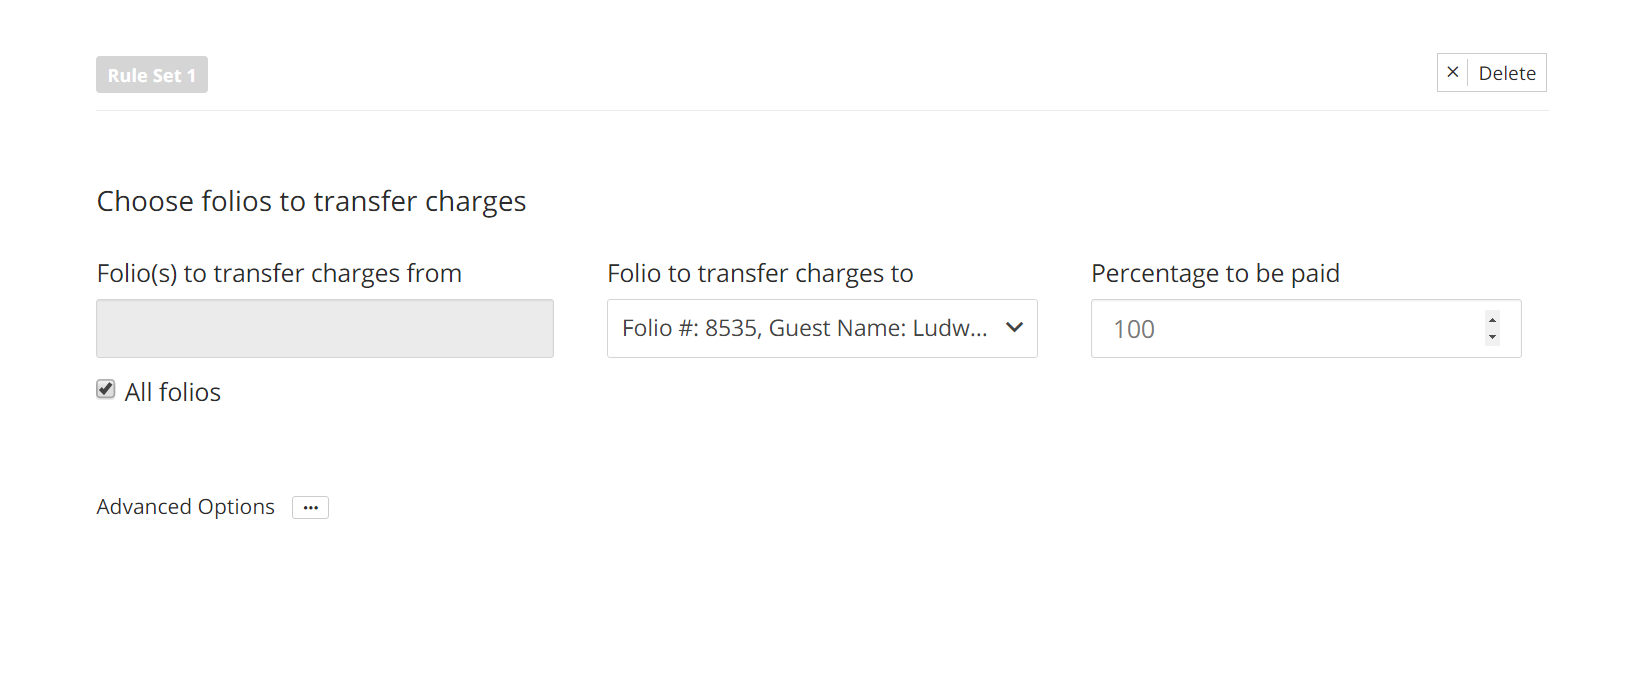 Rule Set 1
× Delete
Choose folios to transfer charges
Folio(s) to transfer charges from
Folio to transfer charges to
Percentage to be paid
Folio #: 8535, Guest Name: Ludw...
100
All folios
Advanced Options